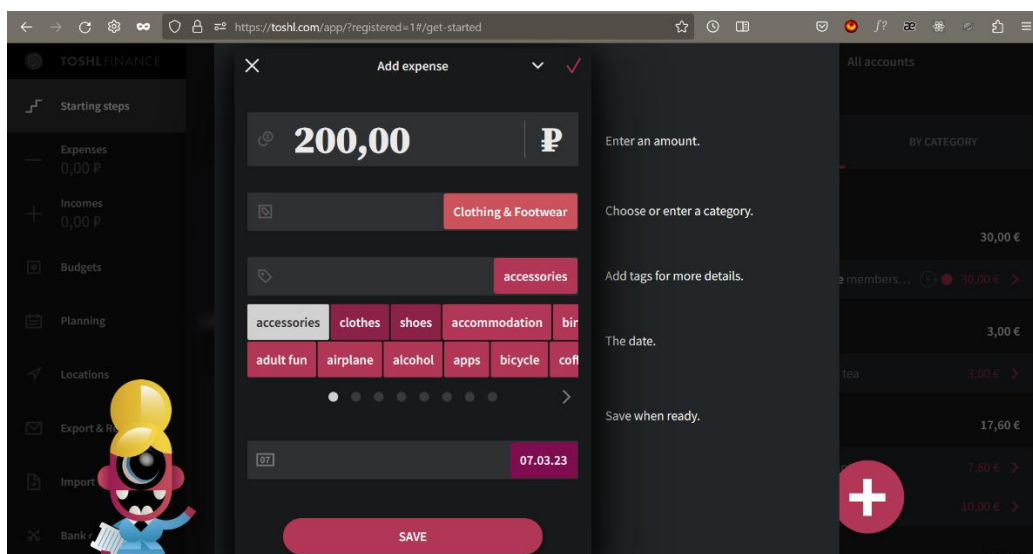 https://toshl.com/app/?registered=1#/get-started
TOSHLFINANCE
Starting steps
Expenses
0,00 ₽
Incomes
0,00 ₽
Budgets
Planning
Locations
Export & R
Import
Bank
Add expense
200,00 ₽
Clothing & Footwear
accessories
accessories clothes shoes accommodation bir
adult fun airplane alcohol apps bicycle coff
07 07.03.23
SAVE
Enter an amount.
Choose or enter a category.
Add tags for more details.
The date.
Save when ready.
All accounts
BY CATEGORY
30,00 €
members... 30,00 €
3,00 €
tea 3,00 €
17,60 €
7,60 €
10,00 €